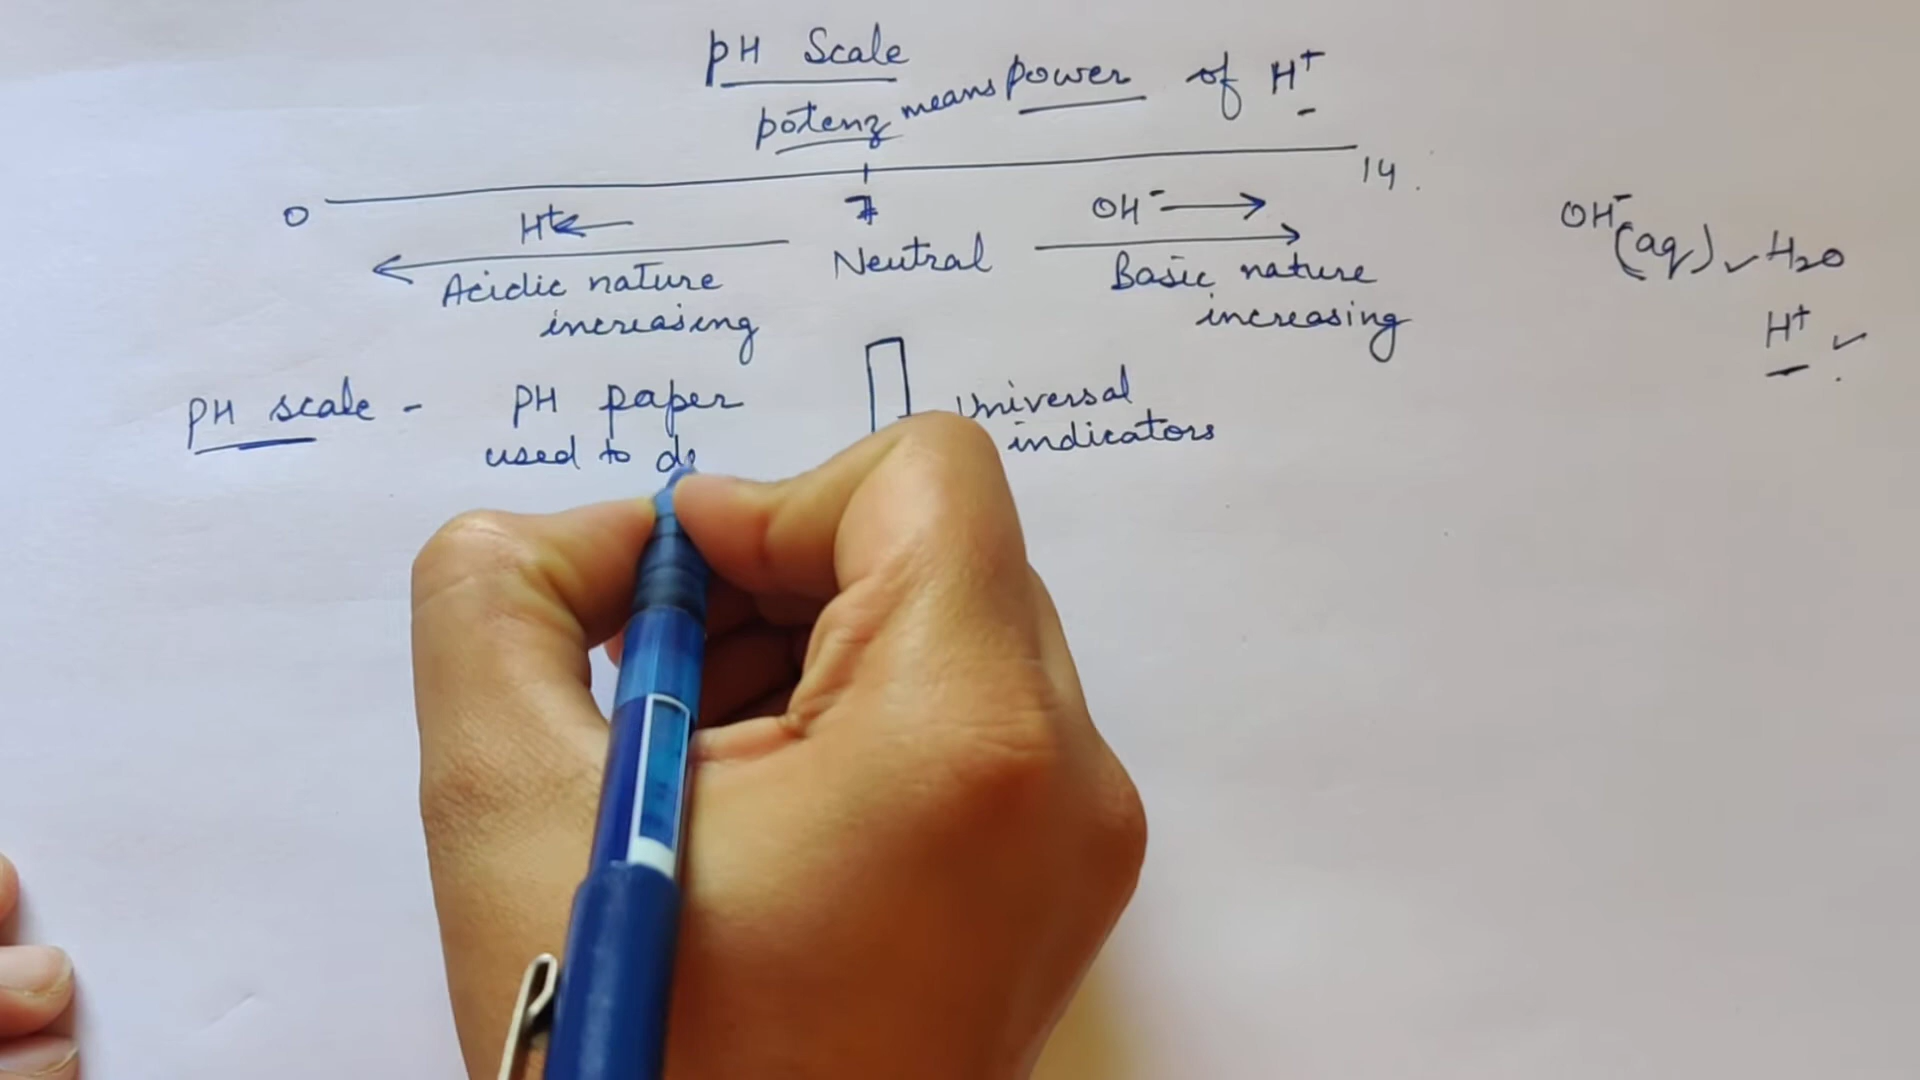 pH Scale
potenz means power of H⁺
0 7 14
H⁺ OH⁻
Acidic nature
increasing
Neutral
Basic nature
increasing
OH⁻(aq) H₂O
H⁺
pH scale - PH paper
used to de
Universal
indicators